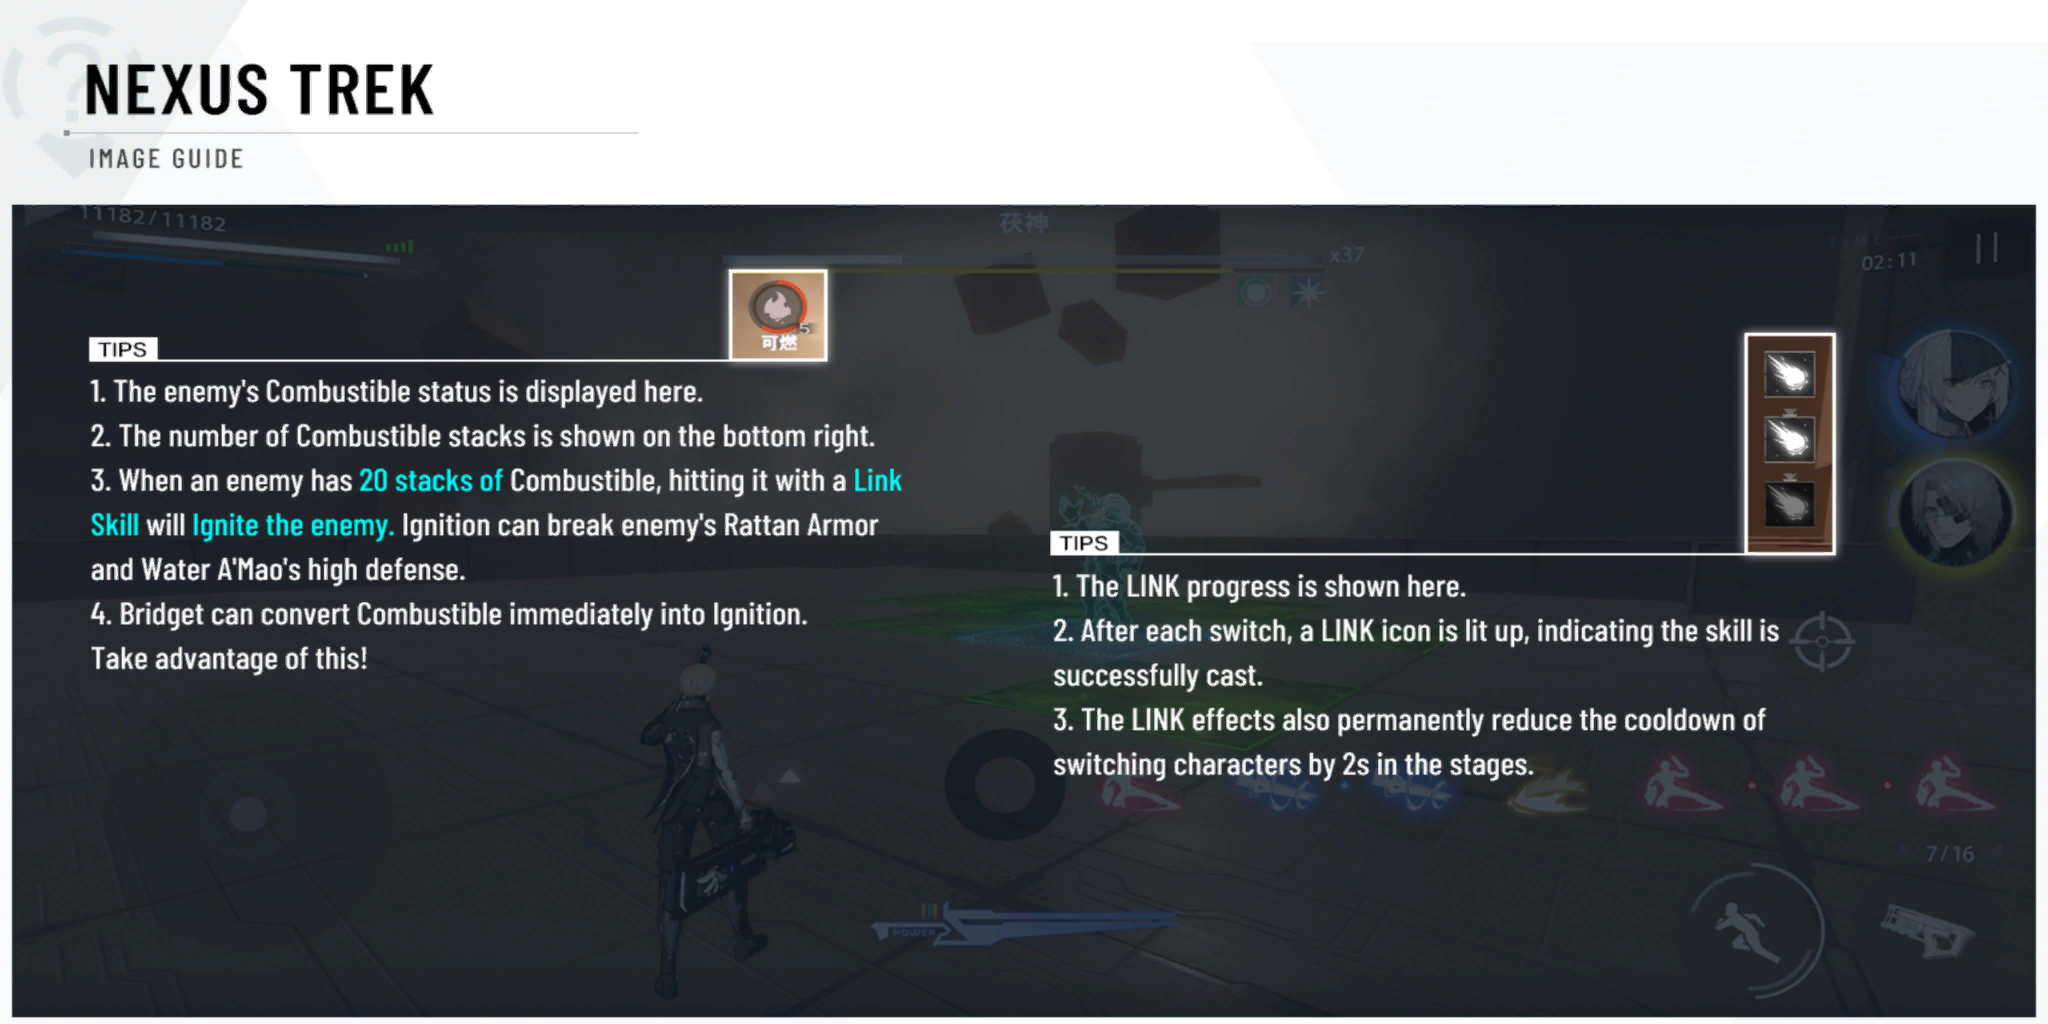 NEXUS TREK
IMAGE GUIDE
11182/11182
茯神
x37
TIME
02:11
5
可燃
TIPS
1. The enemy's Combustible status is displayed here.
2. The number of Combustible stacks is shown on the bottom right.
3. When an enemy has 20 stacks of Combustible, hitting it with a Link
Skill will Ignite the enemy. Ignition can break enemy's Rattan Armor
and Water A'Mao's high defense.
4. Bridget can convert Combustible immediately into Ignition.
Take advantage of this!
TIPS
1. The LINK progress is shown here.
2. After each switch, a LINK icon is lit up, indicating the skill is
successfully cast.
3. The LINK effects also permanently reduce the cooldown of
switching characters by 2s in the stages.
7/16
POWER